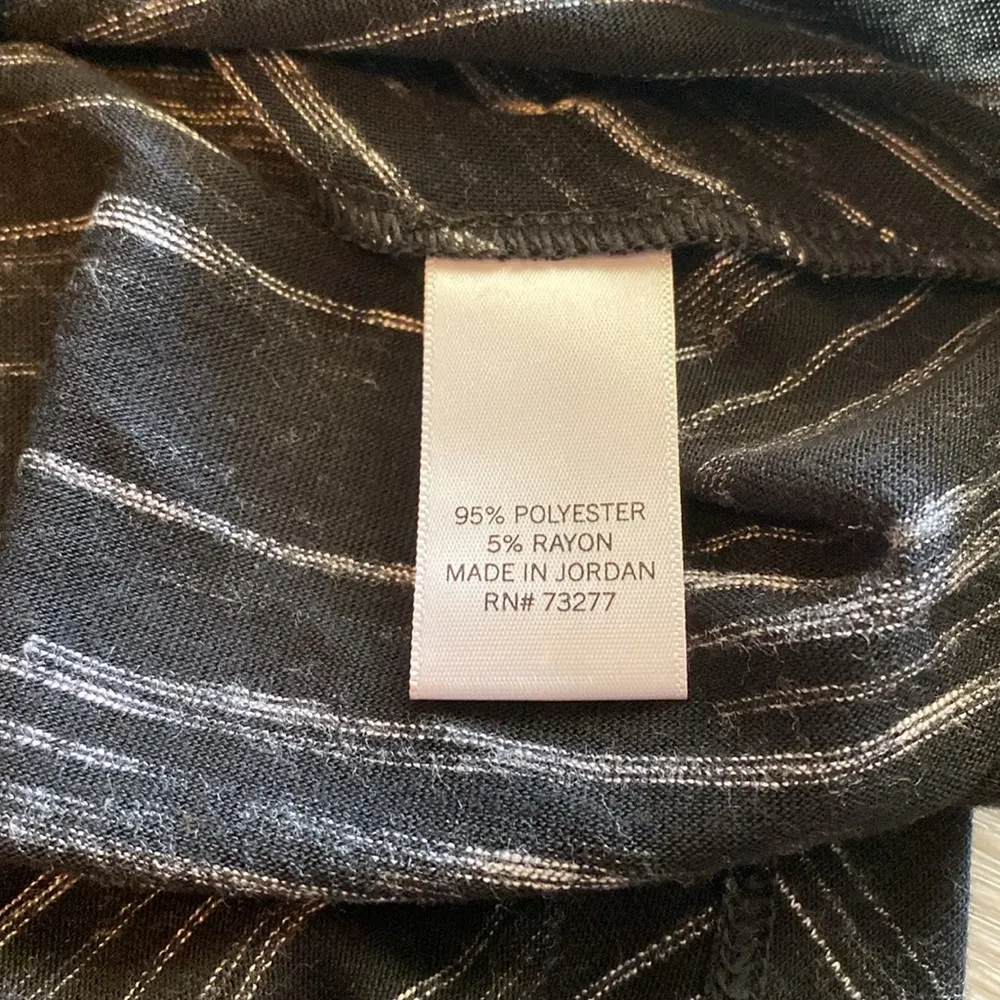 95% POLYESTER
5% RAYON
MADE IN JORDAN
RN# 73277